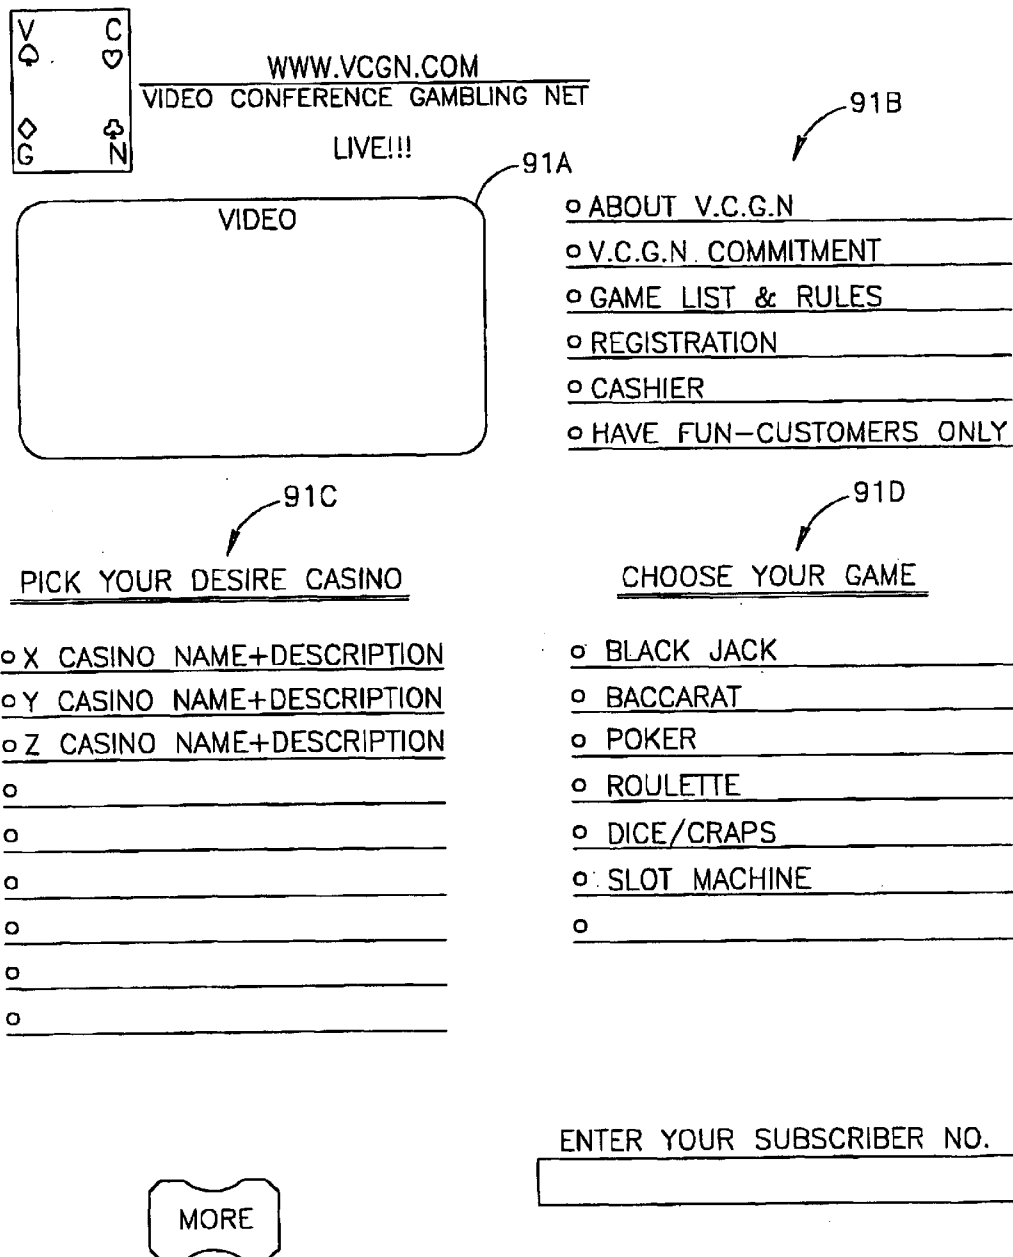 V C
G N
WWW.VCGN.COM
VIDEO CONFERENCE GAMBLING NET
LIVE!!!
91A
VIDEO
91B
ABOUT V.C.G.N
V.C.G.N. COMMITMENT
GAME LIST & RULES
REGISTRATION
CASHIER
HAVE FUN-CUSTOMERS ONLY
91C
PICK YOUR DESIRE CASINO
X CASINO NAME+DESCRIPTION
Y CASINO NAME+DESCRIPTION
Z CASINO NAME+DESCRIPTION
91D
CHOOSE YOUR GAME
BLACK JACK
BACCARAT
POKER
ROULETTE
DICE/CRAPS
SLOT MACHINE
ENTER YOUR SUBSCRIBER NO.
MORE